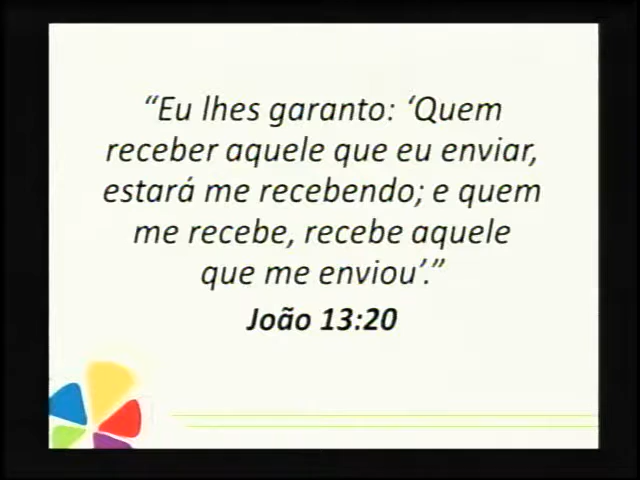 “Eu lhes garanto: ‘Quem
receber aquele que eu enviar,
estará me recebendo; e quem
me recebe, recebe aquele
que me enviou’.”
João 13:20